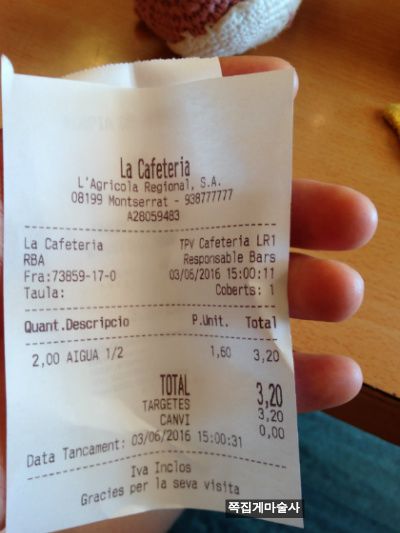 La Cafeteria
L'Agricola Regional, S.A.
08199 Montserrat - 938777777
A28059483
La Cafeteria TPV Cafeteria LR1
RBA Responsable Bars
Fra:73859-17-0 03/06/2016 15:00:11
Taula: Coberts: 1
Quant.Descripcio P.Unit. Total
2,00 AIGUA 1/2 1,60 3,20
TOTAL 3,20
TARGETES 3,20
CANVI 0,00
Data Tancament: 03/06/2016 15:00:31
Iva Inclos
Gracies per la seva visita
쪽집게마술사